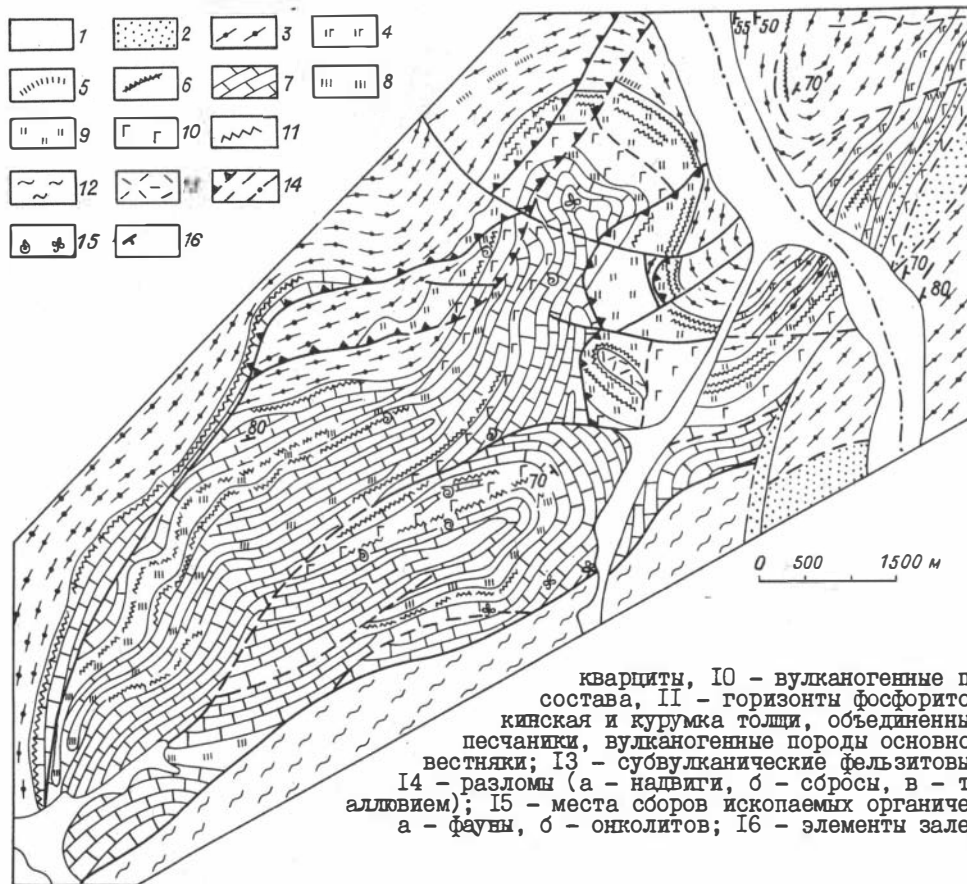 1 2 3 4
5 6 7 8
9 10 11
12 14
15 16
55 50
70
70
80
80
70
0 500 1500 м
кварциты, I0 – вулканогенные п
состава, II – горизонты фосфорито
кинская и курумка толщи, объединенны
песчаники, вулканогенные породы основно
вестняки; I3 – субвулканические фельзитовы
I4 – разломы (а – надвиги, б – сбросы, в – т
аллювием); I5 – места сборов ископаемых органиче
а – фауны, б – онколитов; I6 – элементы зале